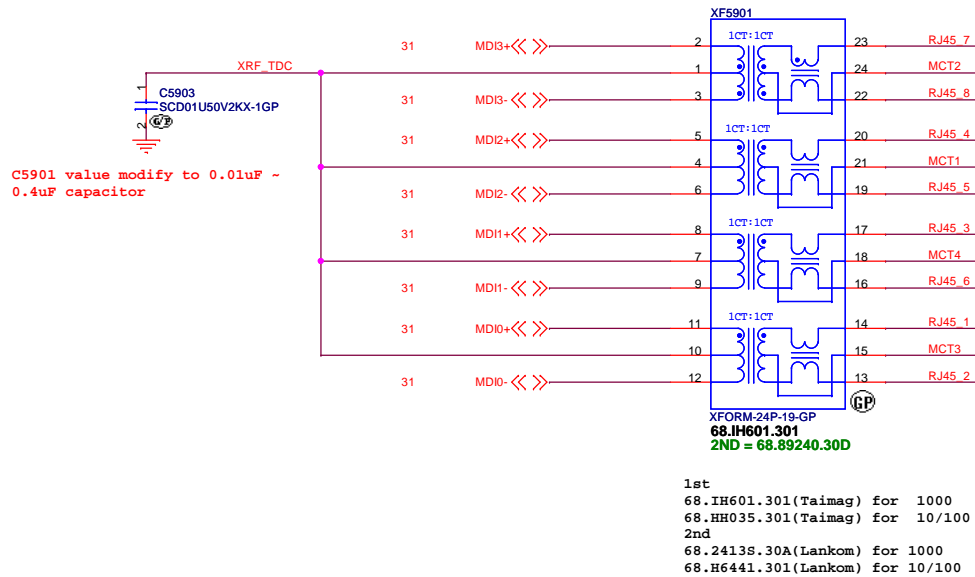 XF5901
1CT:1CT
31 MDI3+ 2 23 RJ45_7
XRF_TDC 1 24 MCT2
31 MDI3- 3 22 RJ45_8
1
C5903
SCD01U50V2KX-1GP
2 G/P
1CT:1CT
31 MDI2+ 5 20 RJ45_4
4 21 MCT1
31 MDI2- 6 19 RJ45_5
C5901 value modify to 0.01uF ~
0.4uF capacitor
1CT:1CT
31 MDI1+ 8 17 RJ45_3
7 18 MCT4
31 MDI1- 9 16 RJ45_6
1CT:1CT
31 MDI0+ 11 14 RJ45_1
10 15 MCT3
31 MDI0- 12 13 RJ45_2
GP
XFORM-24P-19-GP
68.IH601.301
2ND = 68.89240.30D
1st
68.IH601.301(Taimag) for 1000
68.HH035.301(Taimag) for 10/100
2nd
68.2413S.30A(Lankom) for 1000
68.H6441.301(Lankom) for 10/100